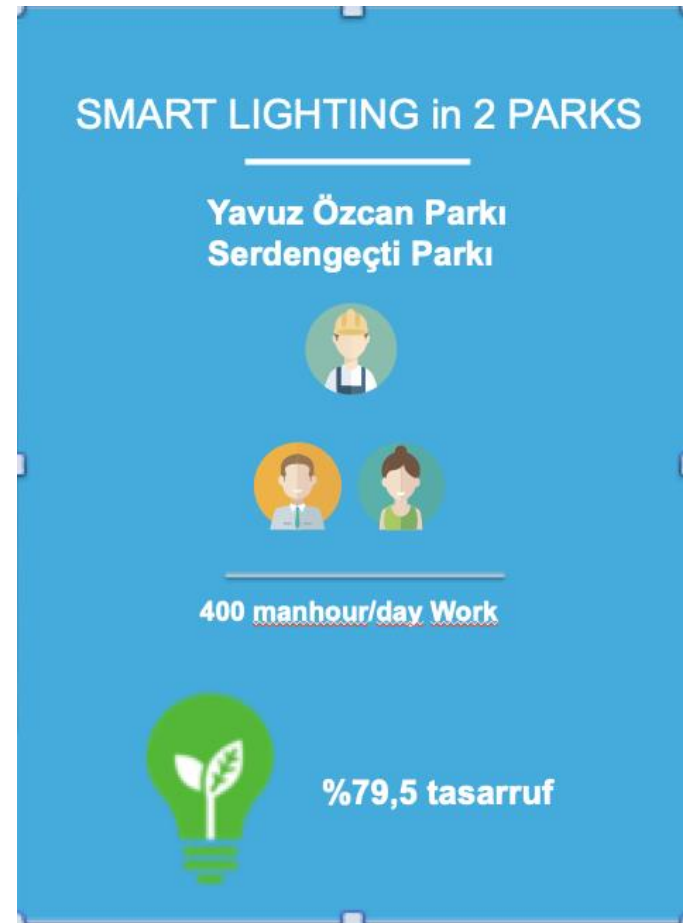 SMART LIGHTING in 2 PARKS
Yavuz Özcan Parkı
Serdengeçti Parkı
400 manhour/day Work
%79,5 tasarruf